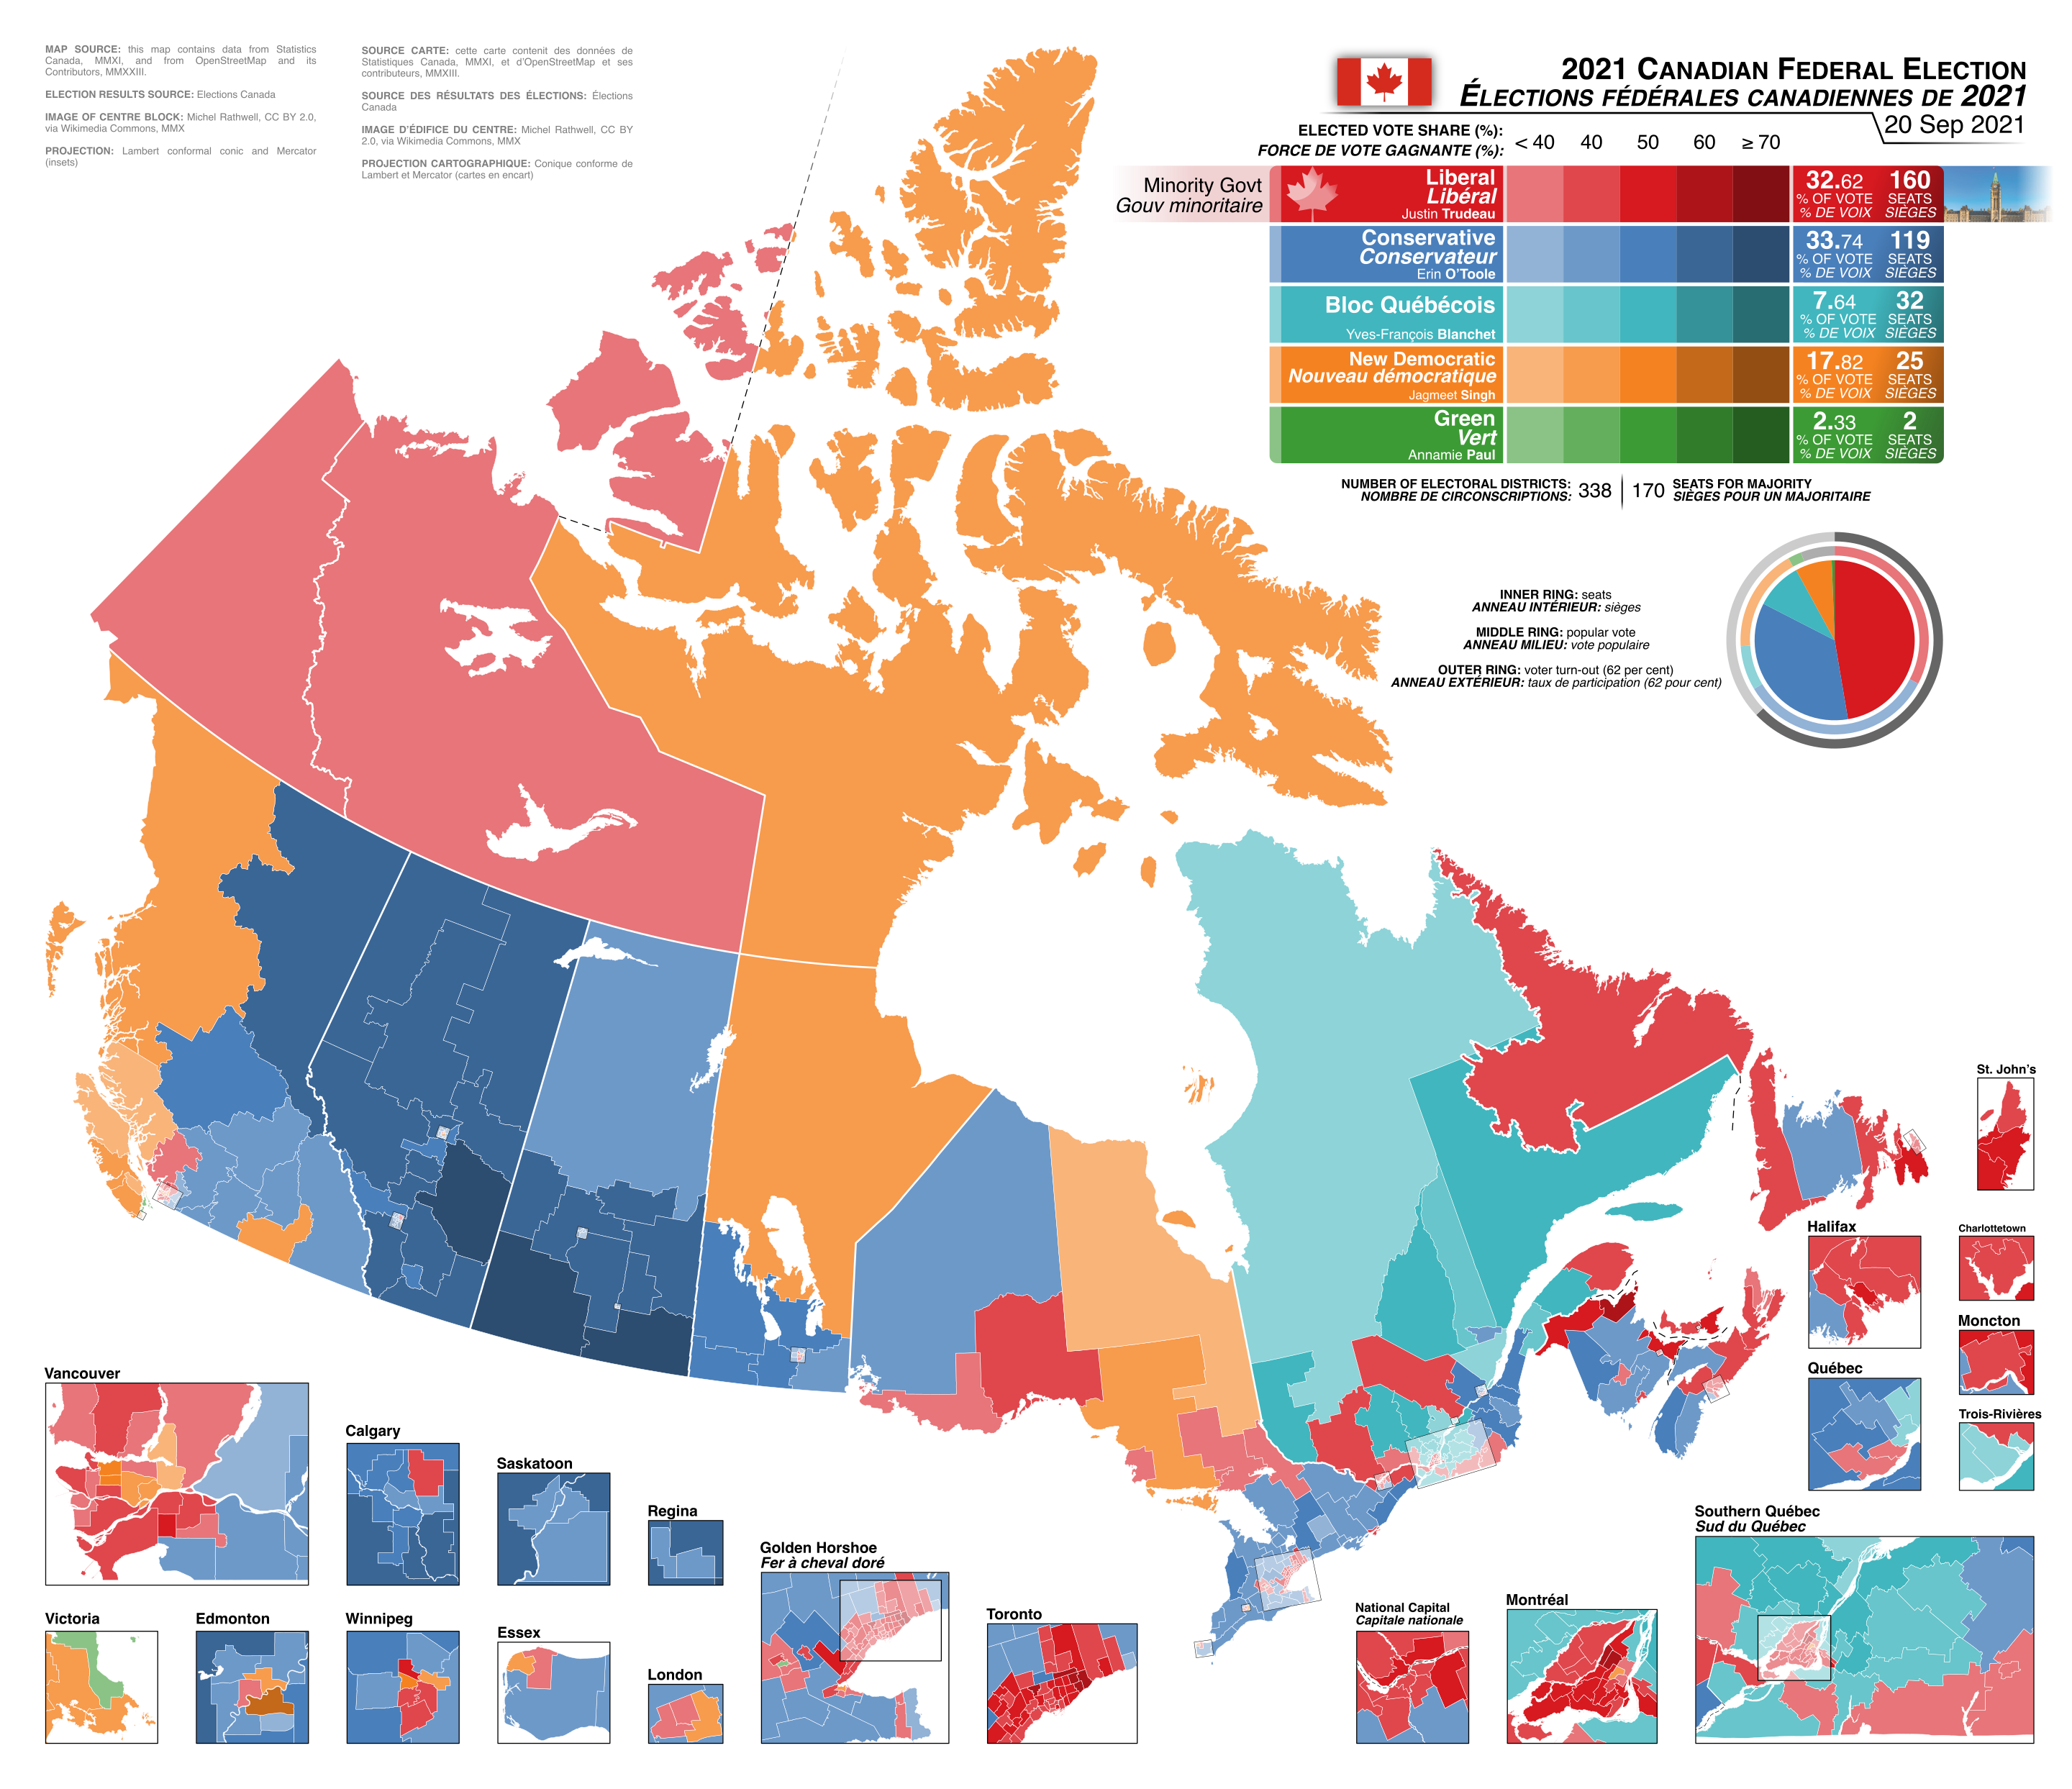 MAP SOURCE: this map contains data from Statistics
Canada, MMXI, and from OpenStreetMap and its
Contributors, MMXXIII.
ELECTION RESULTS SOURCE: Elections Canada
IMAGE OF CENTRE BLOCK: Michel Rathwell, CC BY 2.0,
via Wikimedia Commons, MMX
PROJECTION: Lambert conformal conic and Mercator
(insets)
SOURCE CARTE: cette carte contient des données de
Statistiques Canada, MMXI, et d'OpenStreetMap et ses
contributeurs, MMXIII.
SOURCE DES RÉSULTATS DES ÉLECTIONS: Élections
Canada
IMAGE D'ÉDIFICE DU CENTRE: Michel Rathwell, CC BY
2.0, via Wikimedia Commons, MMX
PROJECTION CARTOGRAPHIQUE: Conique conforme de
Lambert et Mercator (cartes en encart)
2021 CANADIAN FEDERAL ELECTION
ÉLECTIONS FÉDÉRALES CANADIENNES DE 2021
20 Sep 2021
ELECTED VOTE SHARE (%):
FORCE DE VOTE GAGNANTE (%):
< 40 40 50 60 ≥ 70
Minority Govt
Gouv minoritaire
Liberal
Libéral
Justin Trudeau
32.62 160
% OF VOTE SEATS
% DE VOIX SIÈGES
Conservative
Conservateur
Erin O'Toole
33.74 119
% OF VOTE SEATS
% DE VOIX SIÈGES
Bloc Québécois
Yves-François Blanchet
7.64 32
% OF VOTE SEATS
% DE VOIX SIÈGES
New Democratic
Nouveau démocratique
Jagmeet Singh
17.82 25
% OF VOTE SEATS
% DE VOIX SIÈGES
Green
Vert
Annamie Paul
2.33 2
% OF VOTE SEATS
% DE VOIX SIÈGES
NUMBER OF ELECTORAL DISTRICTS: 338
NOMBRE DE CIRCONSCRIPTIONS:
170 SEATS FOR MAJORITY
SIÈGES POUR UN MAJORITAIRE
INNER RING: seats
ANNEAU INTÉRIEUR: sièges
MIDDLE RING: popular vote
ANNEAU MILIEU: vote populaire
OUTER RING: voter turn-out (62 per cent)
ANNEAU EXTÉRIEUR: taux de participation (62 pour cent)
St. John's
Halifax
Charlottetown
Moncton
Québec
Trois-Rivières
Vancouver
Calgary
Saskatoon
Regina
Golden Horshoe
Fer à cheval doré
Southern Québec
Sud du Québec
Victoria
Edmonton
Winnipeg
Essex
London
Toronto
National Capital
Capitale nationale
Montréal